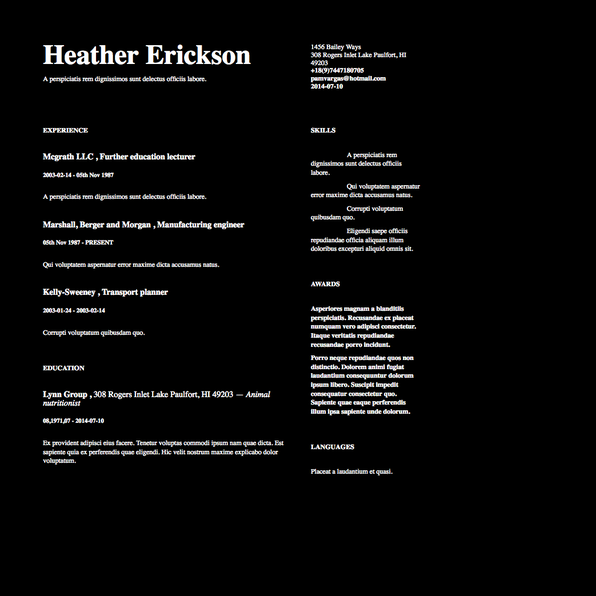 Heather Erickson
A perspiciatis rem dignissimos sunt delectus officiis labore.
1456 Bailey Ways
308 Rogers Inlet Lake Paulfort, HI
49203
+18(9)7447180705
pamvargas@hotmail.com
2014-07-10
EXPERIENCE
Mcgrath LLC , Further education lecturer
2003-02-14 - 05th Nov 1987
A perspiciatis rem dignissimos sunt delectus officiis labore.
Marshall, Berger and Morgan , Manufacturing engineer
05th Nov 1987 - PRESENT
Qui voluptatem aspernatur error maxime dicta accusamus natus.
Kelly-Sweeney , Transport planner
2003-01-24 - 2003-02-14
Corrupti voluptatum quibusdam quo.
EDUCATION
Lynn Group , 308 Rogers Inlet Lake Paulfort, HI 49203 — Animal
nutritionist
08,1971,07 - 2014-07-10
Ex provident adipisci eius facere. Tenetur voluptas commodi ipsum nam quae dicta. Est
sapiente quia ex perferendis quae eligendi. Hic velit nostrum maxime explicabo dolor
voluptatum.
SKILLS
A perspiciatis rem
dignissimos sunt delectus officiis
labore.
Qui voluptatem aspernatur
error maxime dicta accusamus natus.
Corrupti voluptatum
quibusdam quo.
Eligendi saepe officiis
repudiandae officia aliquam illum
doloribus excepturi aliquid omnis sit.
AWARDS
Asperiores magnam a blanditiis
perspiciatis. Recusandae ex placeat
numquam vero adipisci consectetur.
Itaque veritatis repudiandae
recusandae porro incidunt.
Porro neque repudiandae quos non
distinctio. Dolorem animi fugiat
laudantium consequuntur dolorum
ipsum libero. Suscipit impedit
consequatur consectetur quo.
Sapiente quae eaque perferendis
illum ipsa sapiente unde dolorum.
LANGUAGES
Placeat a laudantium et quasi.